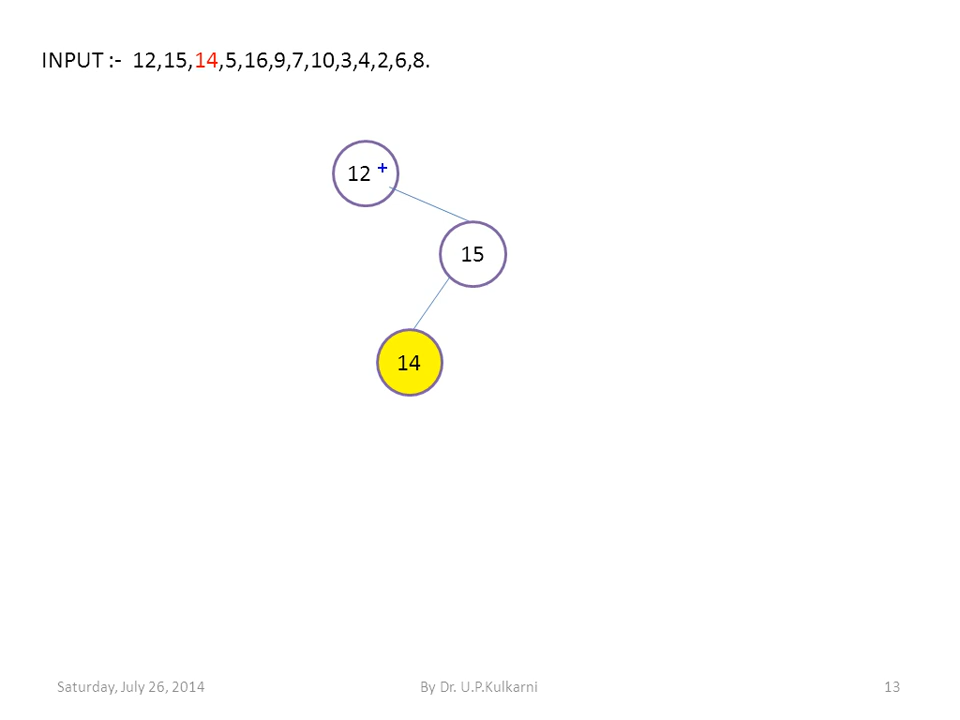 INPUT :- 12,15,14,5,16,9,7,10,3,4,2,6,8.
12 +
15
14
Saturday, July 26, 2014
By Dr. U.P.Kulkarni
13